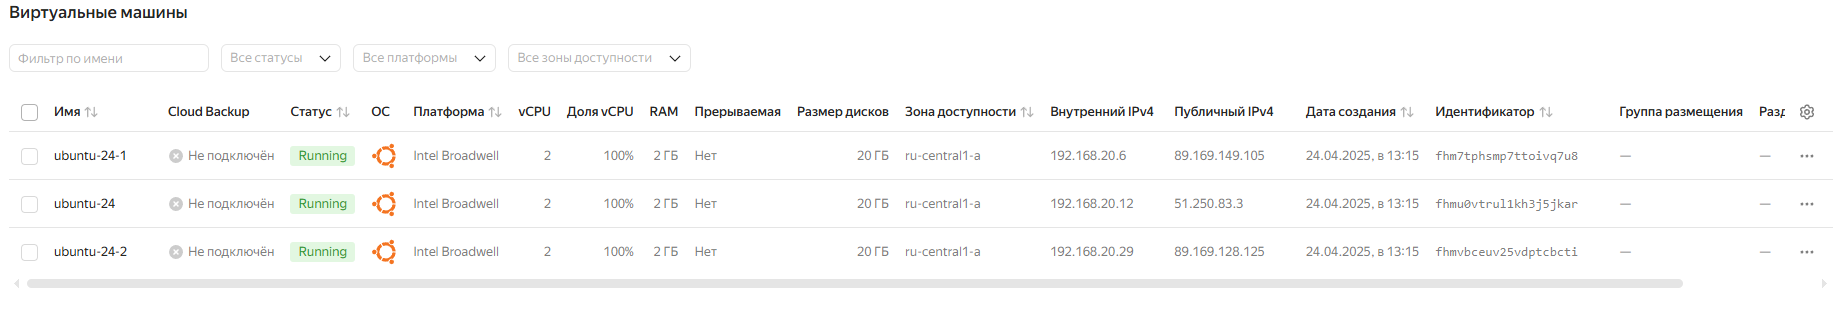 Виртуальные машины
Фильтр по имени Все статусы Все платформы Все зоны доступности
Имя Cloud Backup Статус ОС Платформа vCPU Доля vCPU RAM Прерываемая Размер дисков Зона доступности Внутренний IPv4 Публичный IPv4 Дата создания Идентификатор Группа размещения Разд
ubuntu-24-1 Не подключён Running Intel Broadwell 2 100% 2 ГБ Нет 20 ГБ ru-central1-a 192.168.20.6 89.169.149.105 24.04.2025, в 13:15 fhm7tphsmp7ttoivq7u8 — —
ubuntu-24 Не подключён Running Intel Broadwell 2 100% 2 ГБ Нет 20 ГБ ru-central1-a 192.168.20.12 51.250.83.3 24.04.2025, в 13:15 fhmu0vtrul1kh3j5jkar — —
ubuntu-24-2 Не подключён Running Intel Broadwell 2 100% 2 ГБ Нет 20 ГБ ru-central1-a 192.168.20.29 89.169.128.125 24.04.2025, в 13:15 fhmvbceuv25vdptcbcti — —